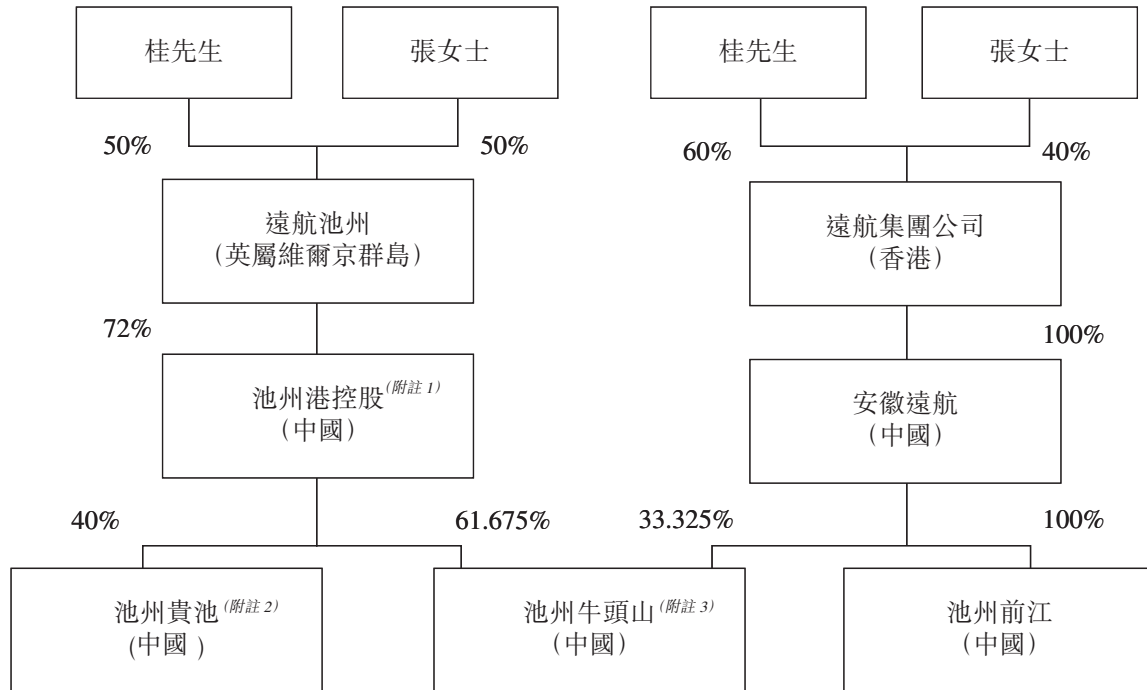 桂先生
張女士
桂先生
張女士
50%
50%
60%
40%
遠航池州
(英屬維爾京群島)
遠航集團公司
(香港)
72%
100%
池州港控股(附註 1)
(中國)
安徽遠航
(中國)
40%
61.675%
33.325%
100%
池州貴池(附註 2)
(中國 )
池州牛頭山(附註 3)
(中國)
池州前江
(中國)